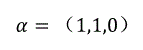 α = （1,1,0）